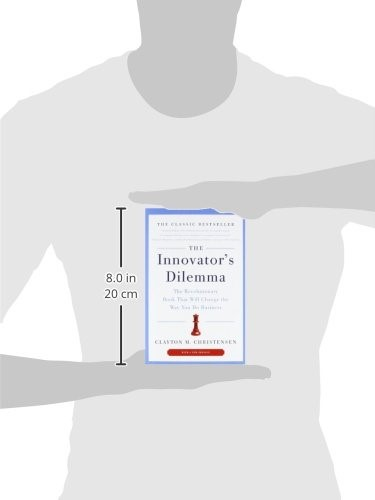 THE CLASSIC BESTSELLER
THE
Innovator's
Dilemma
The Revolutionary
Book That Will Change the
Way You Do Business
CLAYTON M. CHRISTENSEN
8.0 in
20 cm